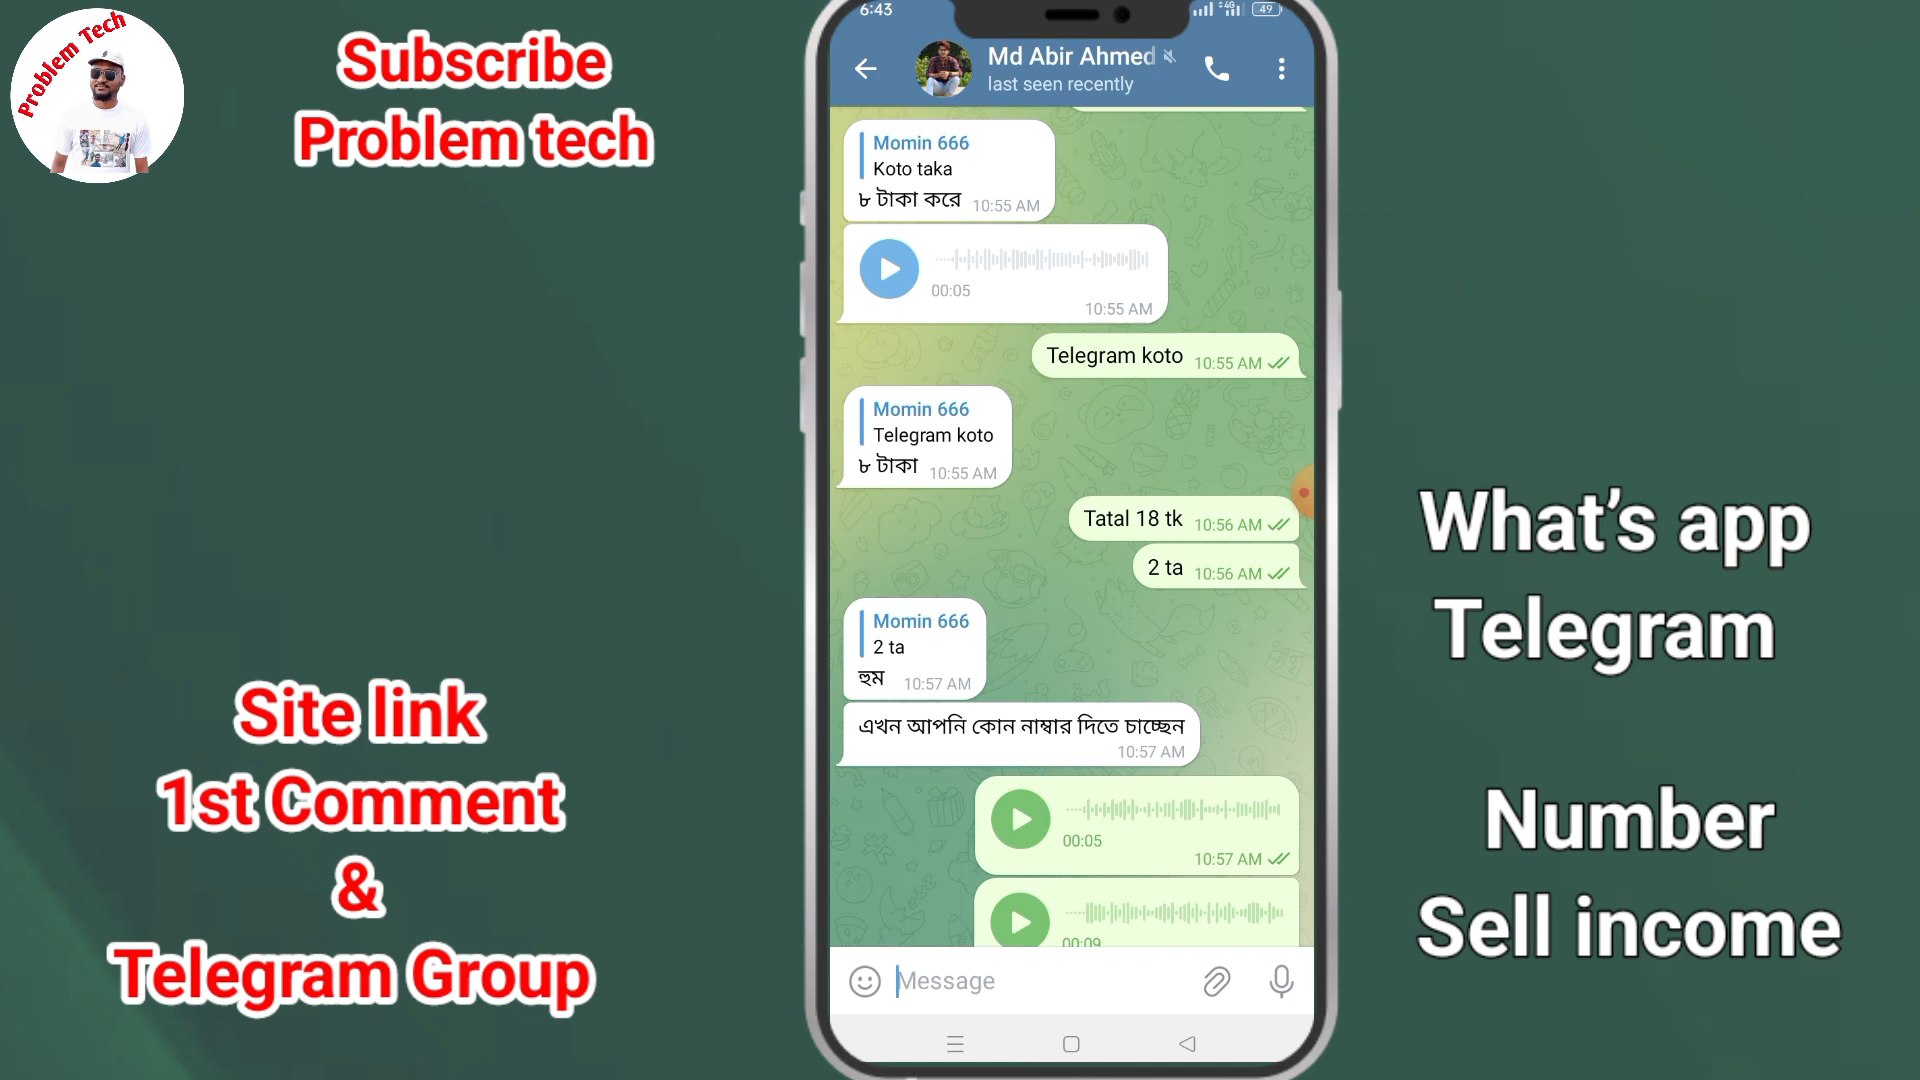 Problem Tech
Subscribe
Problem tech
6:43
4G
49
Md Abir Ahmed
last seen recently
Momin 666
Koto taka
৮ টাকা করে 10:55 AM
00:05
10:55 AM
Telegram koto 10:55 AM
Momin 666
Telegram koto
৮ টাকা 10:55 AM
Tatal 18 tk 10:56 AM
2 ta 10:56 AM
Momin 666
2 ta
হুম 10:57 AM
এখন আপনি কোন নাম্বার দিতে চাচ্ছেন
10:57 AM
00:05
10:57 AM
00:09
Message
Site link
1st Comment
&
Telegram Group
What's app
Telegram
Number
Sell income